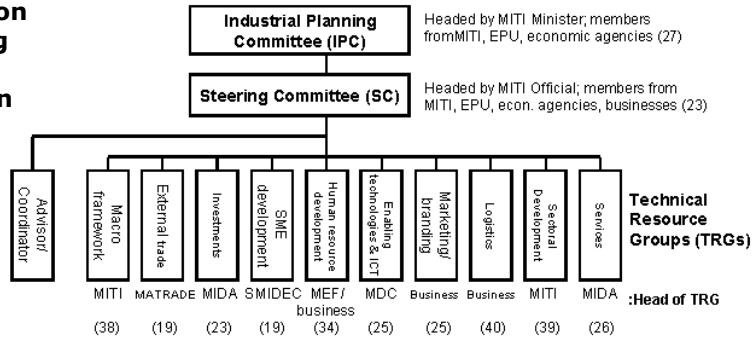 on
g
on
Industrial Planning
Committee (IPC)
Headed by MITI Minister; members
fromMITI, EPU, economic agencies (27)
Steering Committee (SC)
Headed by MITI Official; members from
MITI, EPU, econ. agencies, businesses (23)
Advisor/
Coordinator
Macro
framework
External trade
Investments
SME
development
Human resource
development
Enabling
technologies & ICT
Marketing/
branding
Logistics
Sectoral
Development
Services
Technical
Resource
Groups (TRGs)
MITI MATRADE MIDA SMIDEC MEF/ MDC Business Business MITI MIDA :Head of TRG
business
(38) (19) (23) (19) (34) (25) (25) (40) (39) (26)